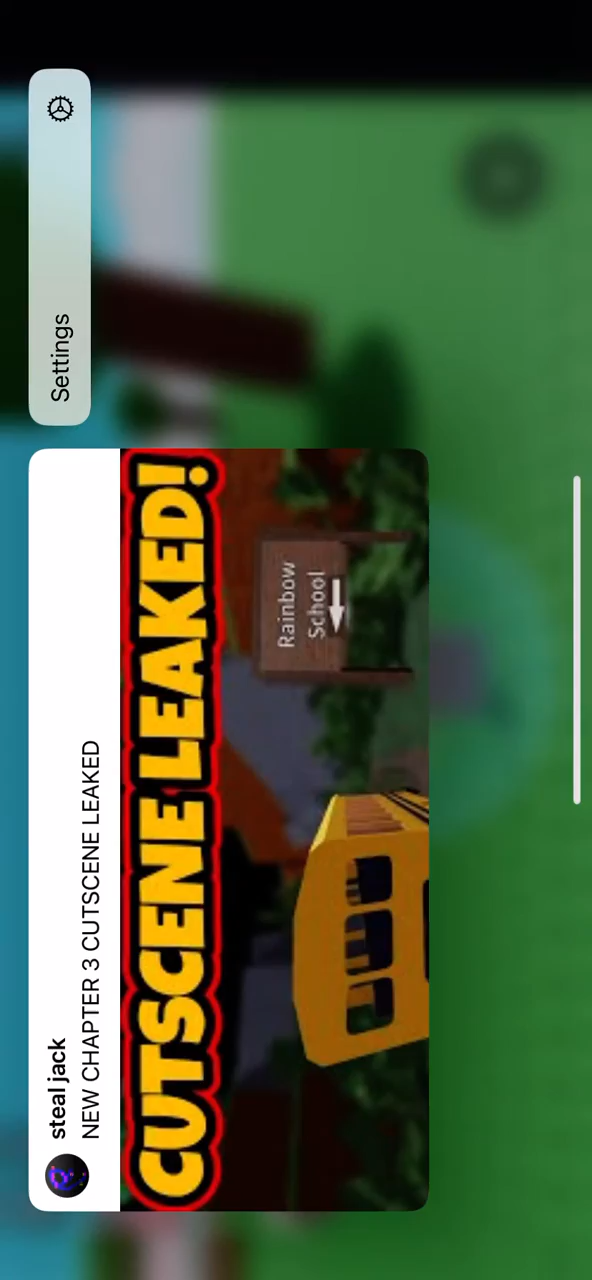 steal jack
NEW CHAPTER 3 CUTSCENE LEAKED
CUTSCENE LEAKED!
Rainbow
School
Settings